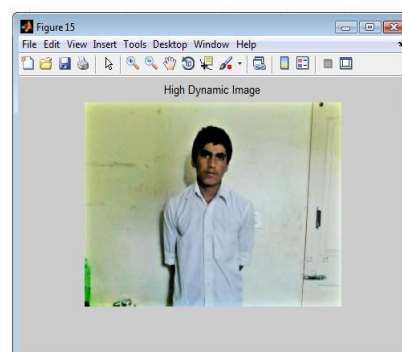 Figure 15
File Edit View Insert Tools Desktop Window Help
High Dynamic Image